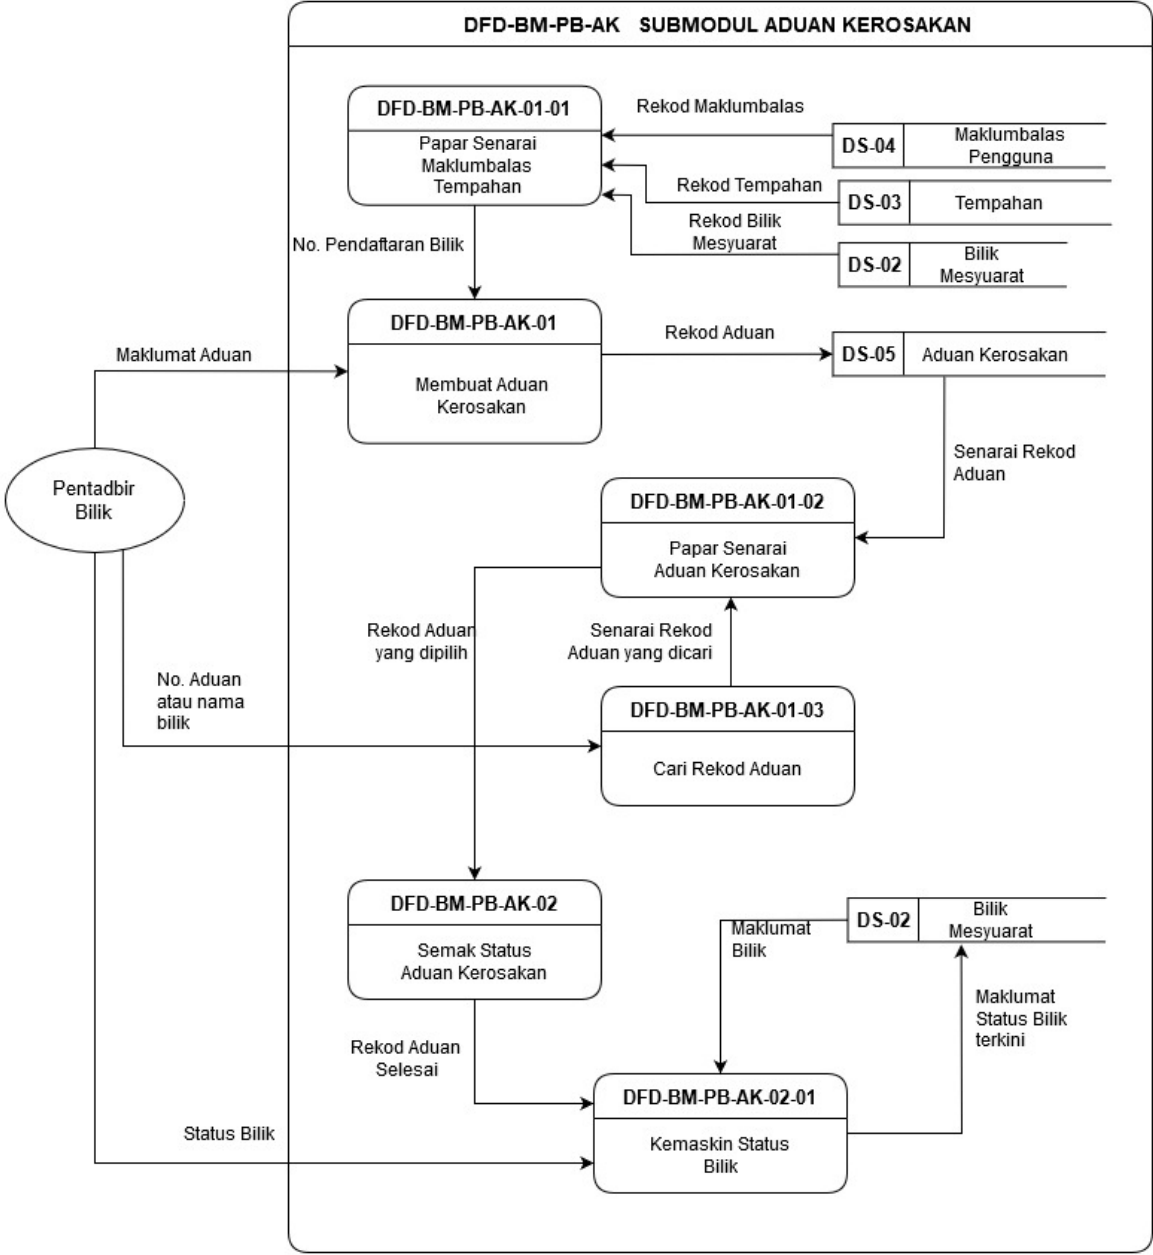 DFD-BM-PB-AK SUBMODUL ADUAN KEROSAKAN
DFD-BM-PB-AK-01-01
Papar Senarai
Maklumbalas
Tempahan
Rekod Maklumbalas
DS-04
Maklumbalas
Pengguna
Rekod Tempahan
DS-03
Tempahan
Rekod Bilik
Mesyuarat
DS-02
Bilik
Mesyuarat
No. Pendaftaran Bilik
DFD-BM-PB-AK-01
Membuat Aduan
Kerosakan
Maklumat Aduan
Rekod Aduan
DS-05
Aduan Kerosakan
Pentadbir
Bilik
Senarai Rekod
Aduan
DFD-BM-PB-AK-01-02
Papar Senarai
Aduan Kerosakan
Rekod Aduan
yang dipilih
Senarai Rekod
Aduan yang dicari
No. Aduan
atau nama
bilik
DFD-BM-PB-AK-01-03
Cari Rekod Aduan
DFD-BM-PB-AK-02
Semak Status
Aduan Kerosakan
Maklumat
Bilik
DS-02
Bilik
Mesyuarat
Maklumat
Status Bilik
terkini
Rekod Aduan
Selesai
DFD-BM-PB-AK-02-01
Kemaskin Status
Bilik
Status Bilik